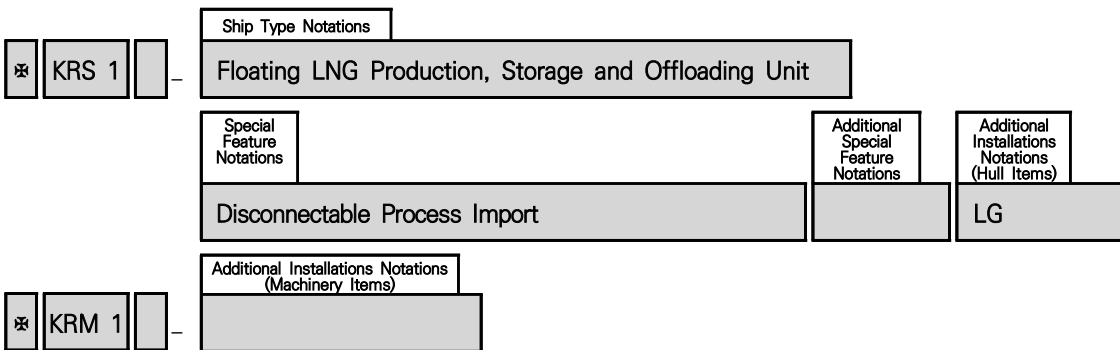 Ship Type Notations
✠ KRS 1 _ Floating LNG Production, Storage and Offloading Unit
Special
Feature
Notations
Additional
Special
Feature
Notations
Additional
Installations
Notations
(Hull Items)
Disconnectable Process Import LG
Additional Installations Notations
(Machinery Items)
✠ KRM 1 _